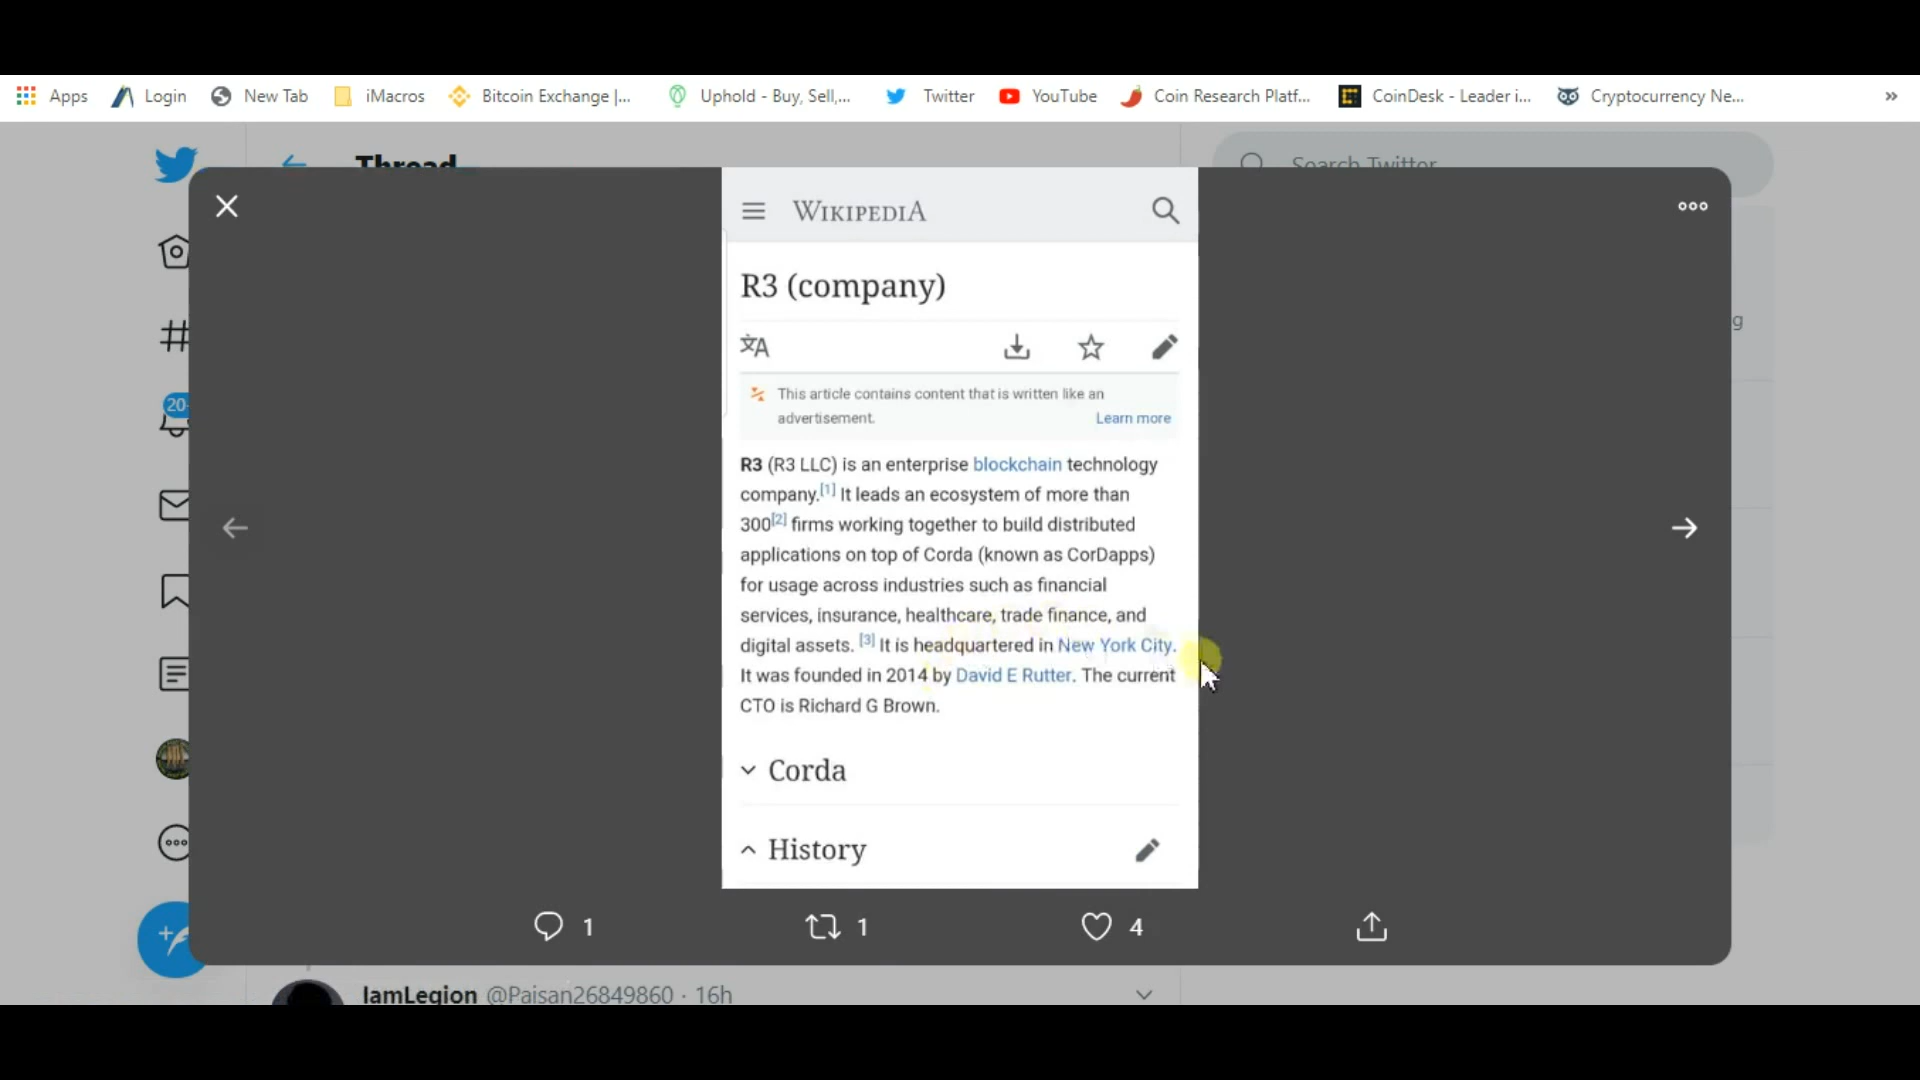 Apps Login New Tab iMacros Bitcoin Exchange |... Uphold - Buy, Sell,... Twitter YouTube Coin Research Platf... CoinDesk - Leader i... Cryptocurrency Ne... »
Thread
Search Twitter
WIKIPEDIA
R3 (company)
文A
This article contains content that is written like an
advertisement. Learn more
R3 (R3 LLC) is an enterprise blockchain technology
company.[1] It leads an ecosystem of more than
300[2] firms working together to build distributed
applications on top of Corda (known as CorDapps)
for usage across industries such as financial
services, insurance, healthcare, trade finance, and
digital assets. [3] It is headquartered in New York City.
It was founded in 2014 by David E Rutter. The current
CTO is Richard G Brown.
Corda
History
20
g
1 1 4
IamLegion @Paisan26849860 · 16h